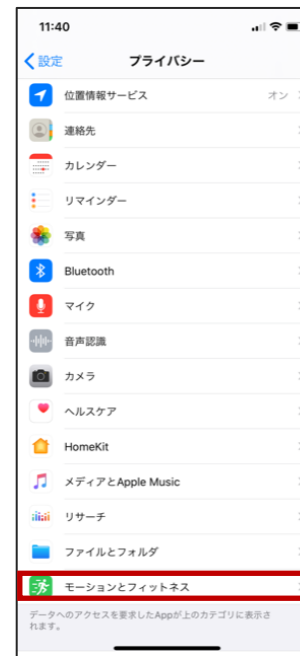 11:40
設定
プライバシー
位置情報サービス オン
連絡先
カレンダー
リマインダー
写真
Bluetooth
マイク
音声認識
カメラ
ヘルスケア
HomeKit
メディアとApple Music
リサーチ
ファイルとフォルダ
モーションとフィットネス
データへのアクセスを要求したAppが上のカテゴリに表示さ
れます。